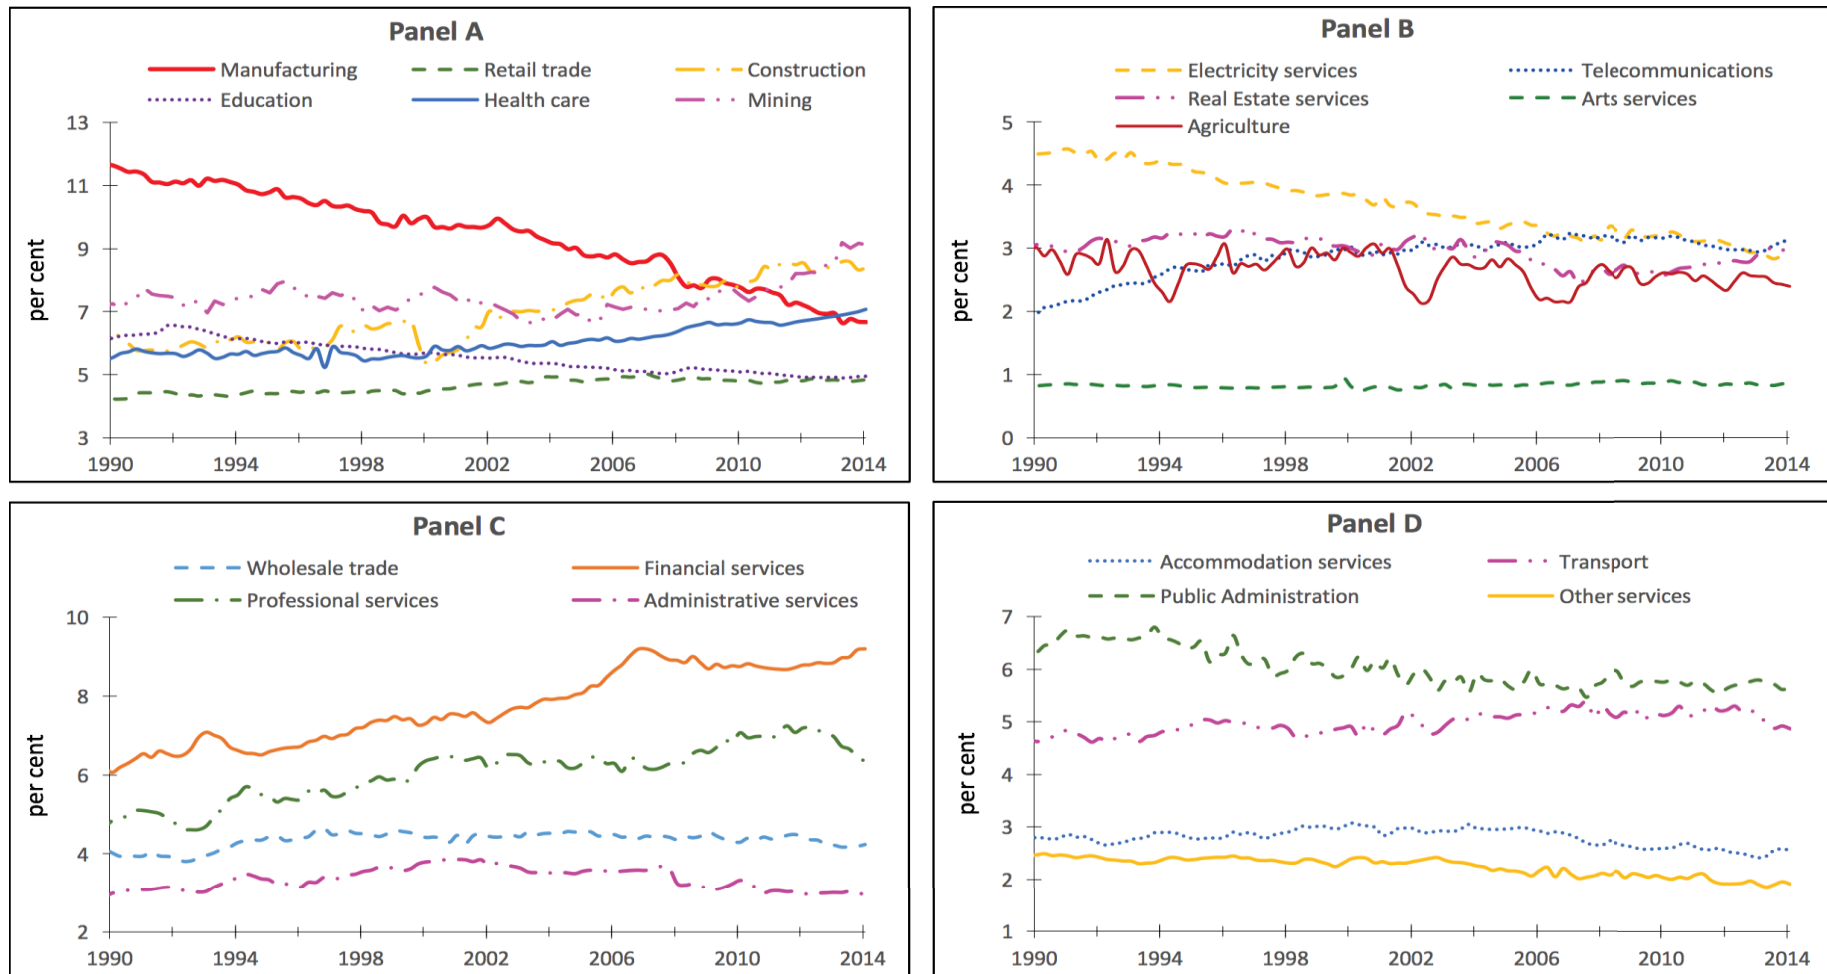 Panel A
Manufacturing Retail trade Construction
Education Health care Mining
per cent
13
11
9
7
5
3
1990 1994 1998 2002 2006 2010 2014
Panel B
Electricity services Telecommunications
Real Estate services Arts services
Agriculture
per cent
5
4
3
2
1
0
1990 1994 1998 2002 2006 2010 2014
Panel C
Wholesale trade Financial services
Professional services Administrative services
per cent
10
8
6
4
2
1990 1994 1998 2002 2006 2010 2014
Panel D
Accommodation services Transport
Public Administration Other services
per cent
7
6
5
4
3
2
1
1990 1994 1998 2002 2006 2010 2014